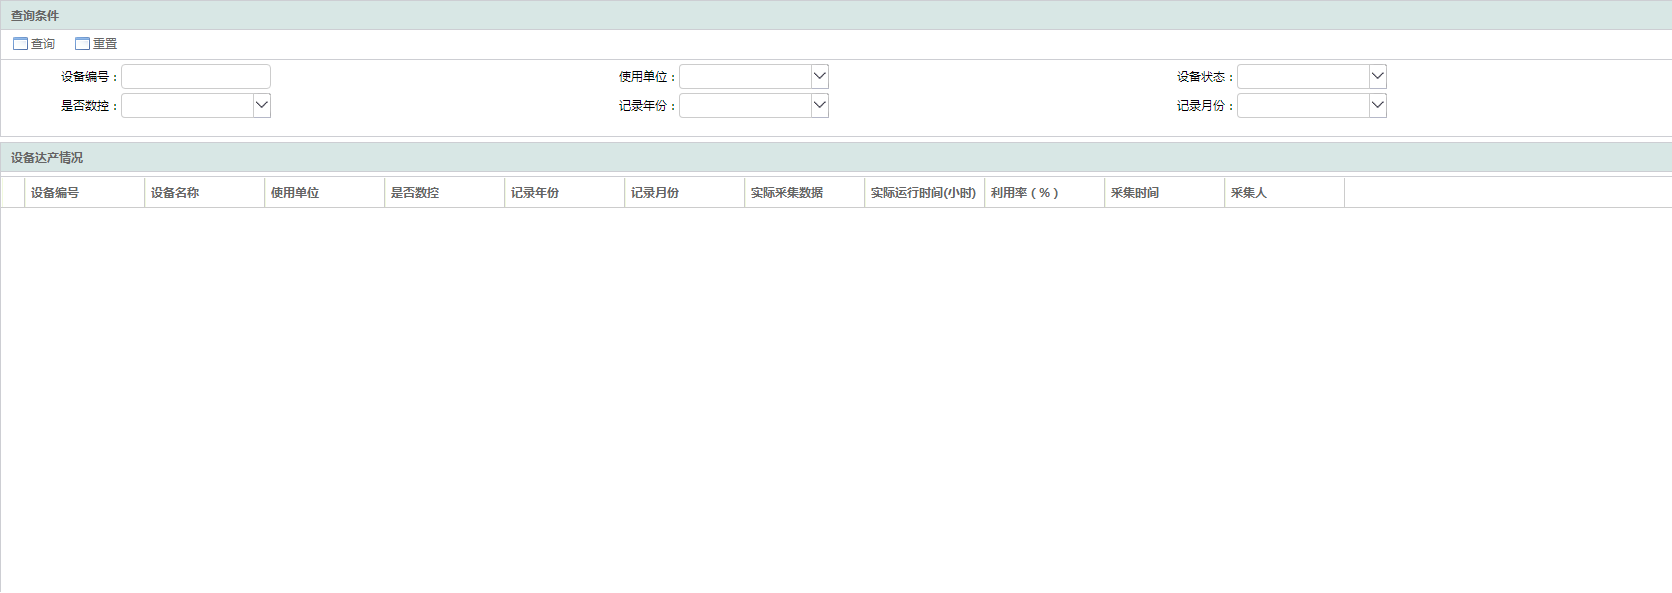 查询条件
查询 重置
设备编号： 使用单位： 设备状态：
是否数控： 记录年份： 记录月份：
设备达产情况
设备编号 设备名称 使用单位 是否数控 记录年份 记录月份 实际采集数据 实际运行时间(小时) 利用率（%） 采集时间 采集人